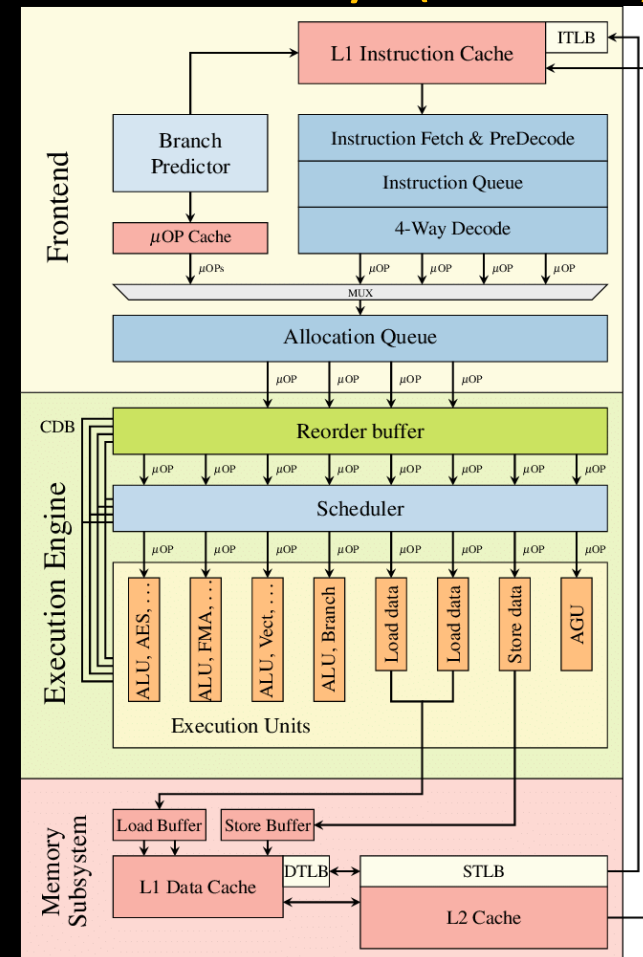 L1 Instruction Cache
ITLB
Frontend
Branch
Predictor
Instruction Fetch & PreDecode
Instruction Queue
4-Way Decode
μOP Cache
μOPs
μOP
μOP
μOP
μOP
MUX
Allocation Queue
μOP
μOP
μOP
μOP
CDB
Reorder buffer
μOP
μOP
μOP
μOP
μOP
μOP
μOP
μOP
Execution Engine
Scheduler
μOP
μOP
μOP
μOP
μOP
μOP
μOP
μOP
ALU, AES, . . .
ALU, FMA, . . .
ALU, Vect, . . .
ALU, Branch
Load data
Load data
Store data
AGU
Execution Units
Memory
Subsystem
Load Buffer
Store Buffer
L1 Data Cache
DTLB
STLB
L2 Cache